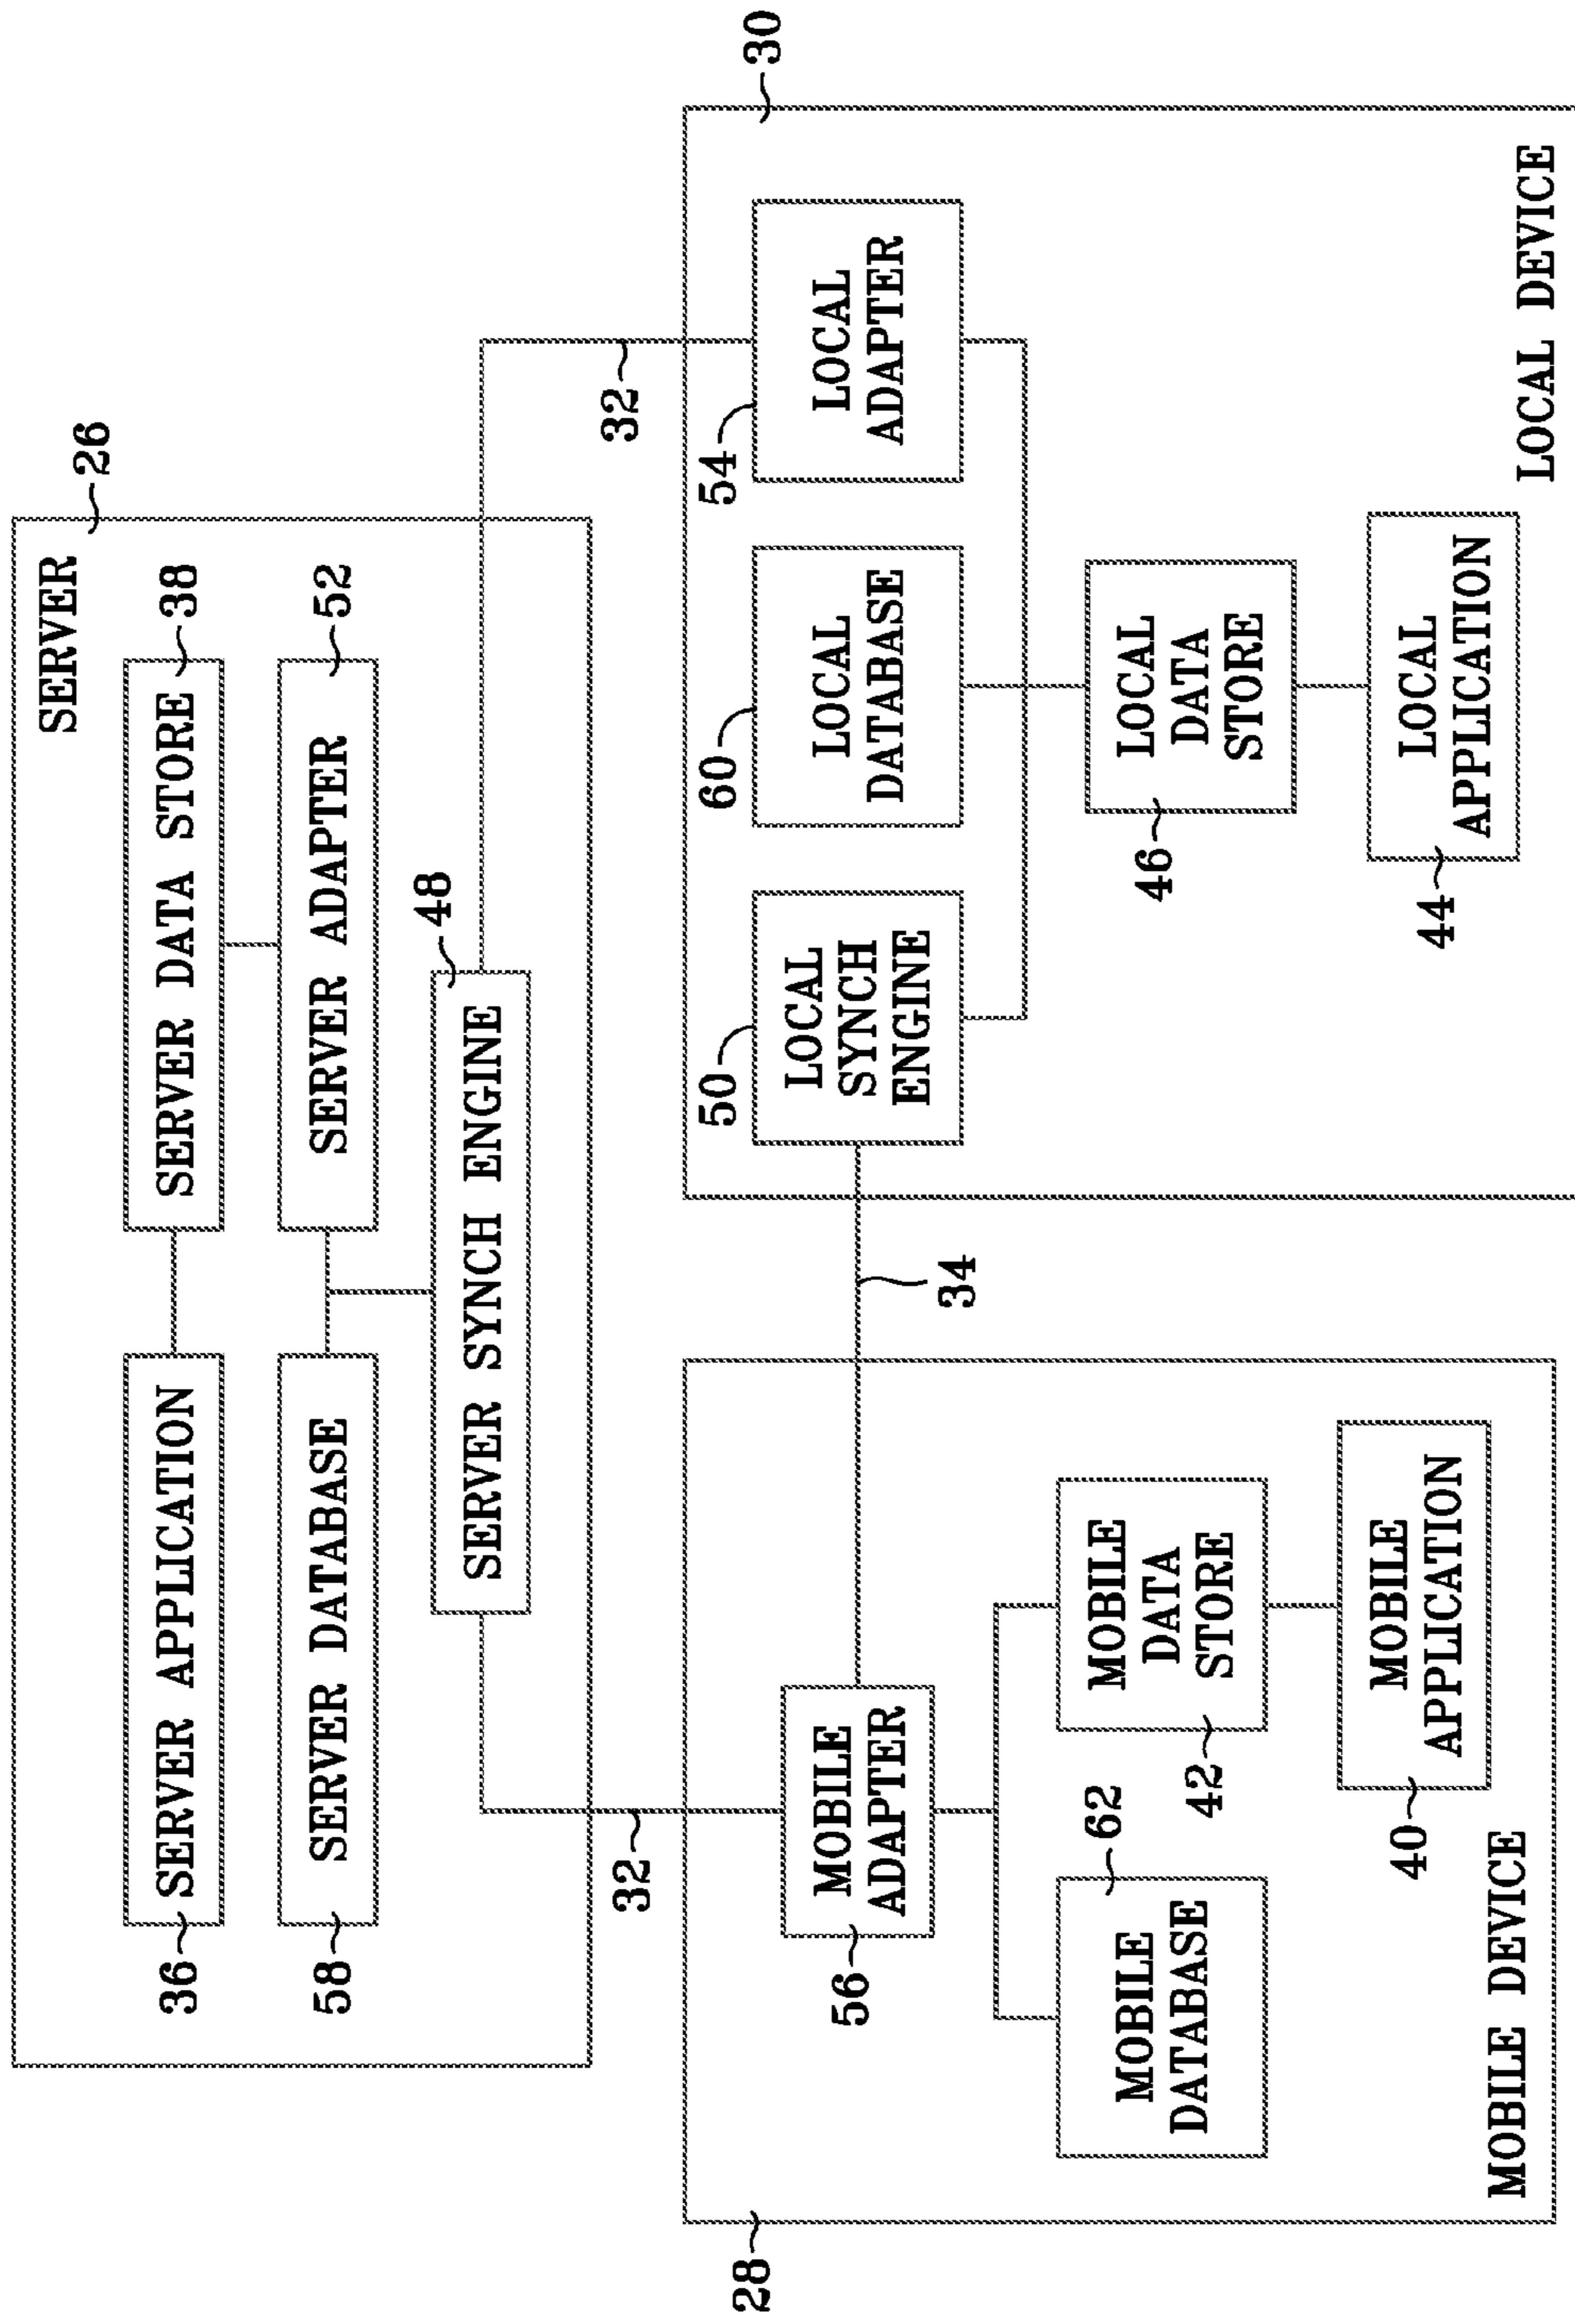 SERVER
26
36
SERVER APPLICATION
SERVER DATA STORE
38
58
SERVER DATABASE
SERVER ADAPTER
52
SERVER SYNCH ENGINE
48
32
32
28
56
MOBILE
ADAPTER
34
62
MOBILE
DATABASE
42
MOBILE
DATA
STORE
40
MOBILE
APPLICATION
MOBILE DEVICE
30
50
LOCAL
SYNCH
ENGINE
60
LOCAL
DATABASE
54
LOCAL
ADAPTER
46
LOCAL
DATA
STORE
44
LOCAL
APPLICATION
LOCAL DEVICE